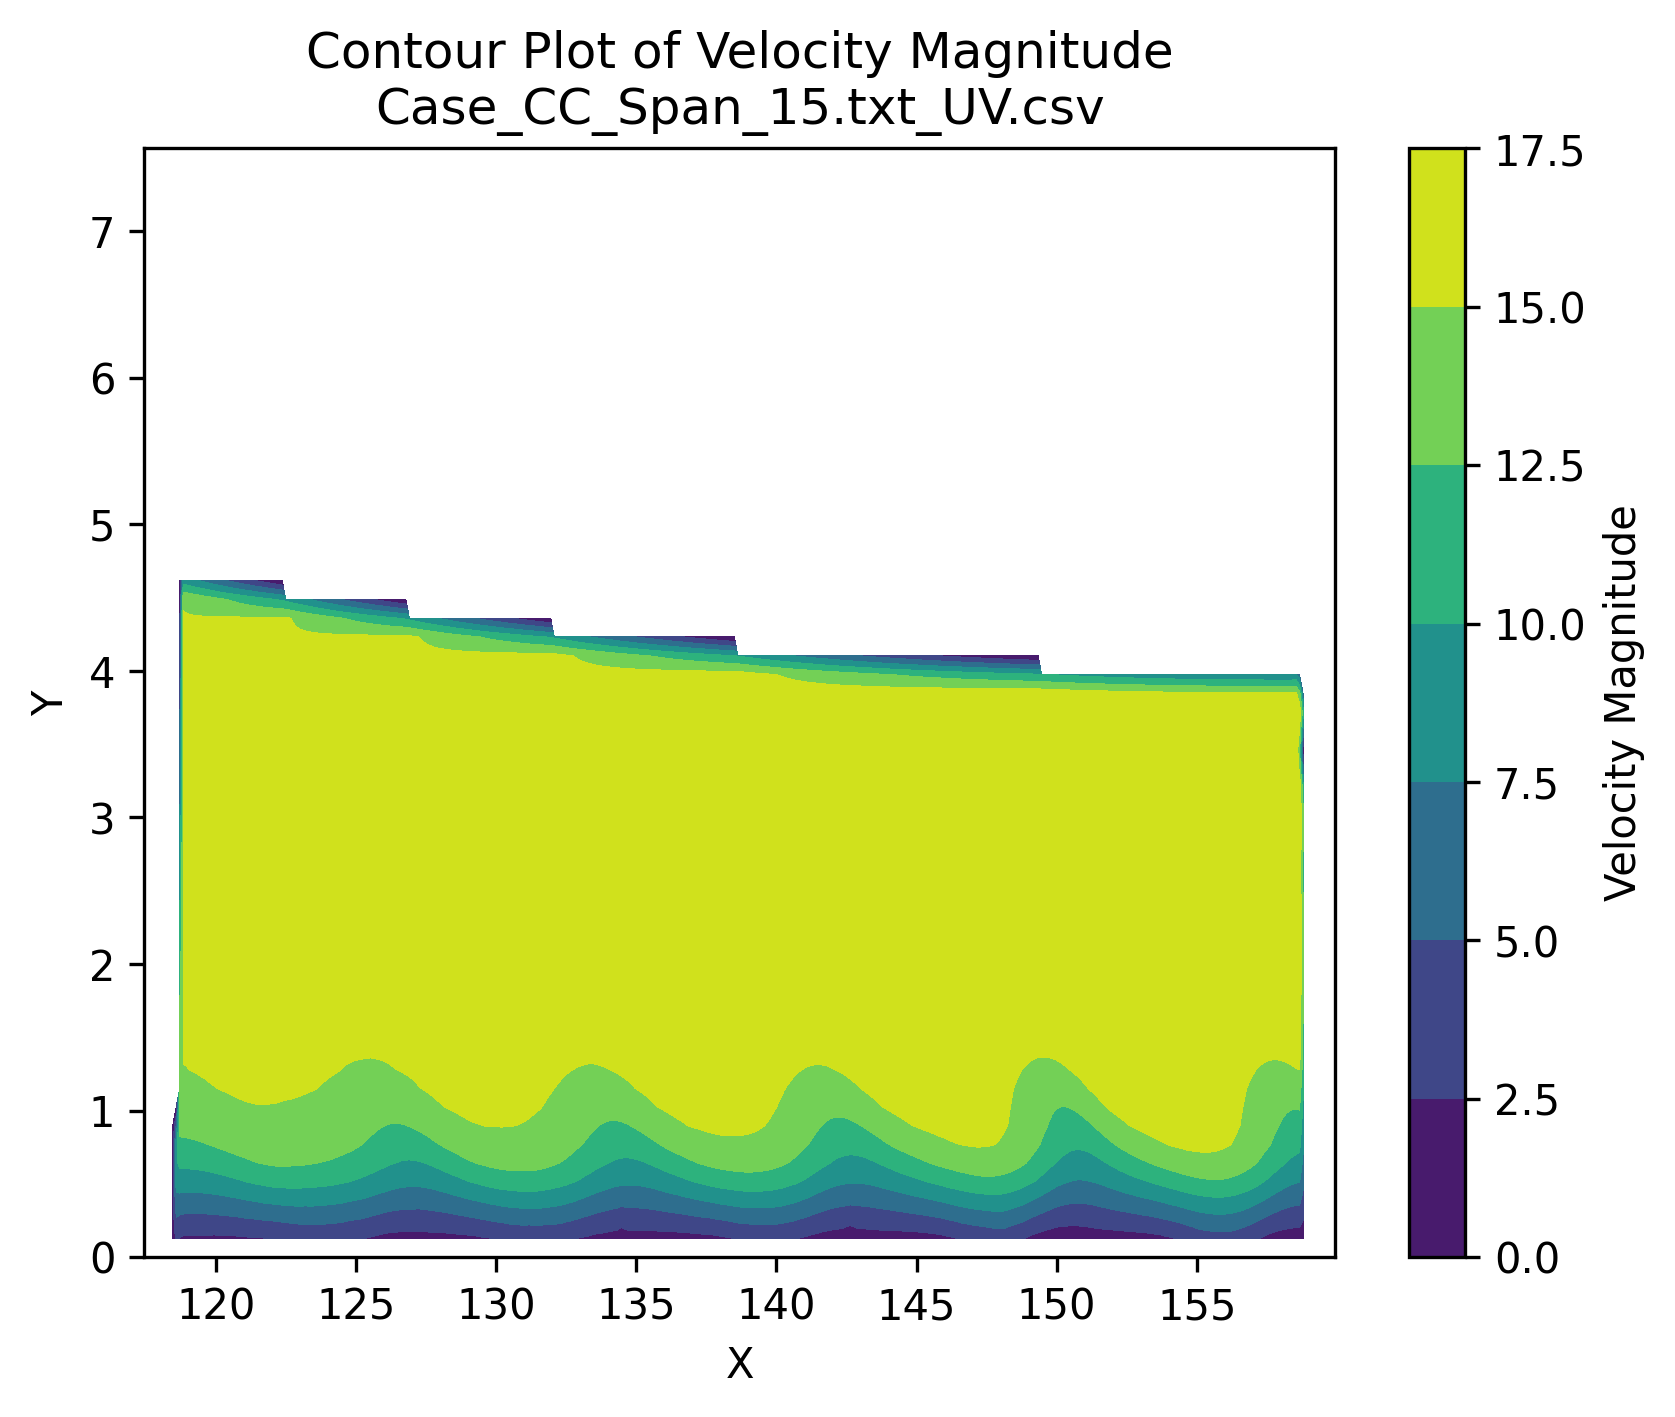 Contour Plot of Velocity Magnitude
Case_CC_Span_15.txt_UV.csv
7
6
5
4
3
2
1
0
Y
120 125 130 135 140 145 150 155
X
17.5
15.0
12.5
10.0
7.5
5.0
2.5
0.0
Velocity Magnitude